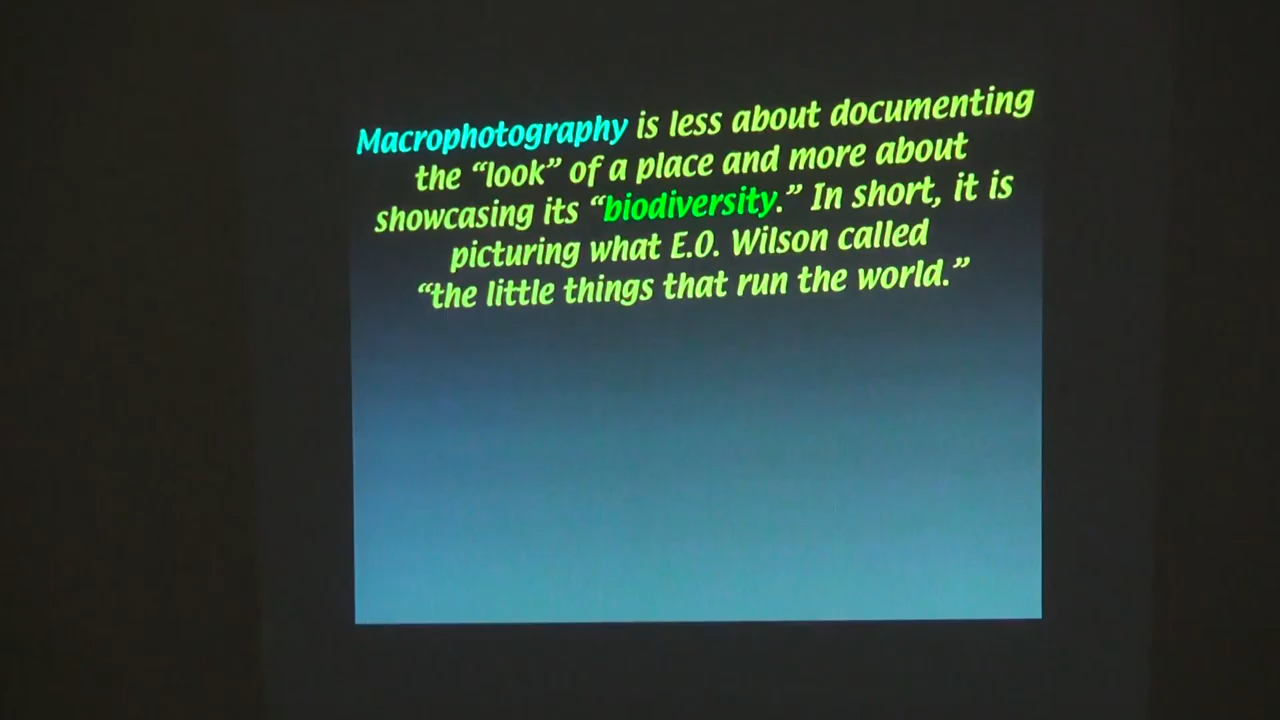 Macrophotography is less about documenting
the “look” of a place and more about
showcasing its “biodiversity.” In short, it is
picturing what E.O. Wilson called
“the little things that run the world.”